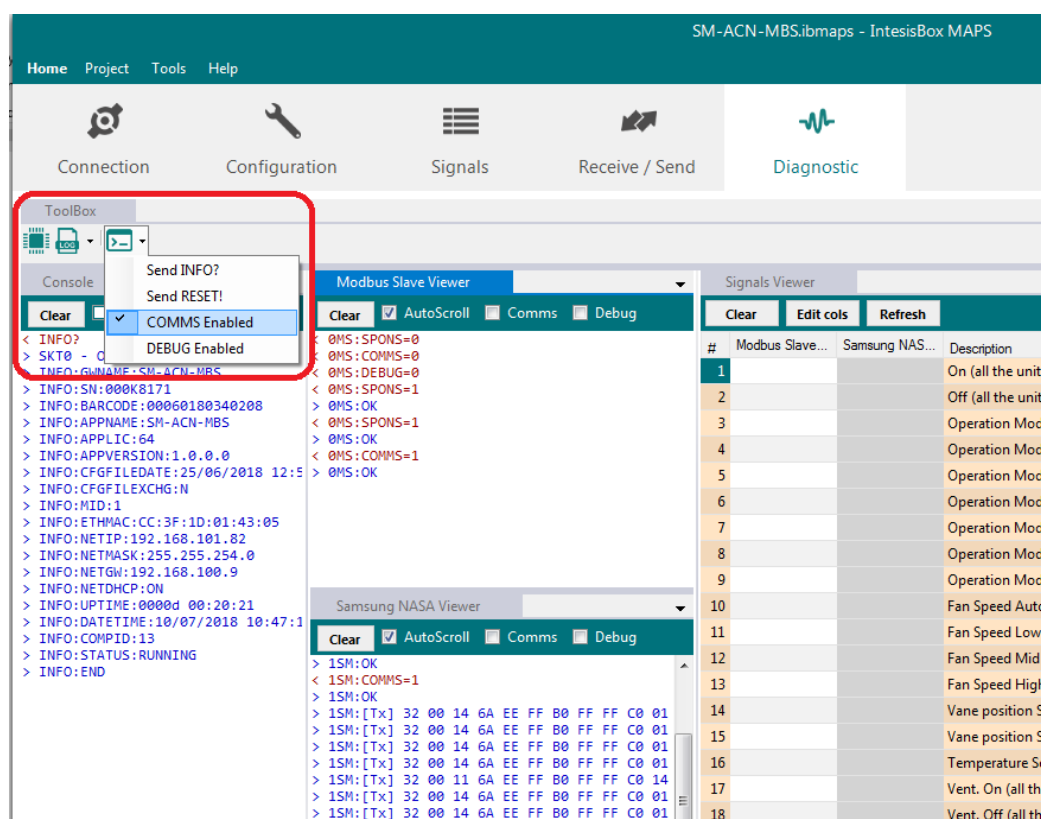 SM-ACN-MBS.ibmaps - IntesisBox MAPS
Home Project Tools Help
Connection Configuration Signals Receive / Send Diagnostic
ToolBox
LOG
Send INFO?
Send RESET!
COMMS Enabled
DEBUG Enabled
Console
Clear
< INFO?
> SKT0 - O
> INFO:GWNAME:SM-ACN-MBS
> INFO:SN:000K8171
> INFO:BARCODE:00060180340208
> INFO:APPNAME:SM-ACN-MBS
> INFO:APPLIC:64
> INFO:APPVERSION:1.0.0.0
> INFO:CFGFILEDATE:25/06/2018 12:5
> INFO:CFGFILEXCHG:N
> INFO:MID:1
> INFO:ETHMAC:CC:3F:1D:01:43:05
> INFO:NETIP:192.168.101.82
> INFO:NETMASK:255.255.254.0
> INFO:NETGW:192.168.100.9
> INFO:NETDHCP:ON
> INFO:UPTIME:0000d 00:20:21
> INFO:DATETIME:10/07/2018 10:47:1
> INFO:COMPID:13
> INFO:STATUS:RUNNING
> INFO:END
Modbus Slave Viewer
Clear AutoScroll Comms Debug
< 0MS:SPONS=0
< 0MS:COMMS=0
< 0MS:DEBUG=0
< 0MS:SPONS=1
> 0MS:OK
< 0MS:SPONS=1
> 0MS:OK
< 0MS:COMMS=1
> 0MS:OK
Samsung NASA Viewer
Clear AutoScroll Comms Debug
> 1SM:OK
< 1SM:COMMS=1
> 1SM:OK
> 1SM:[Tx] 32 00 14 6A EE FF B0 FF FF C0 01
> 1SM:[Tx] 32 00 14 6A EE FF B0 FF FF C0 01
> 1SM:[Tx] 32 00 14 6A EE FF B0 FF FF C0 01
> 1SM:[Tx] 32 00 14 6A EE FF B0 FF FF C0 01
> 1SM:[Tx] 32 00 11 6A EE FF B0 FF FF C0 14
> 1SM:[Tx] 32 00 14 6A EE FF B0 FF FF C0 01
> 1SM:[Tx] 32 00 14 6A EE FF B0 FF FF C0 01
Signals Viewer
Clear Edit cols Refresh
# Modbus Slave... Samsung NAS... Description
1 On (all the unit
2 Off (all the unit
3 Operation Mod
4 Operation Mod
5 Operation Mod
6 Operation Mod
7 Operation Mod
8 Operation Mod
9 Operation Mod
10 Fan Speed Auto
11 Fan Speed Low
12 Fan Speed Mid
13 Fan Speed High
14 Vane position S
15 Vane position S
16 Temperature Se
17 Vent. On (all th
18 Vent. Off (all th